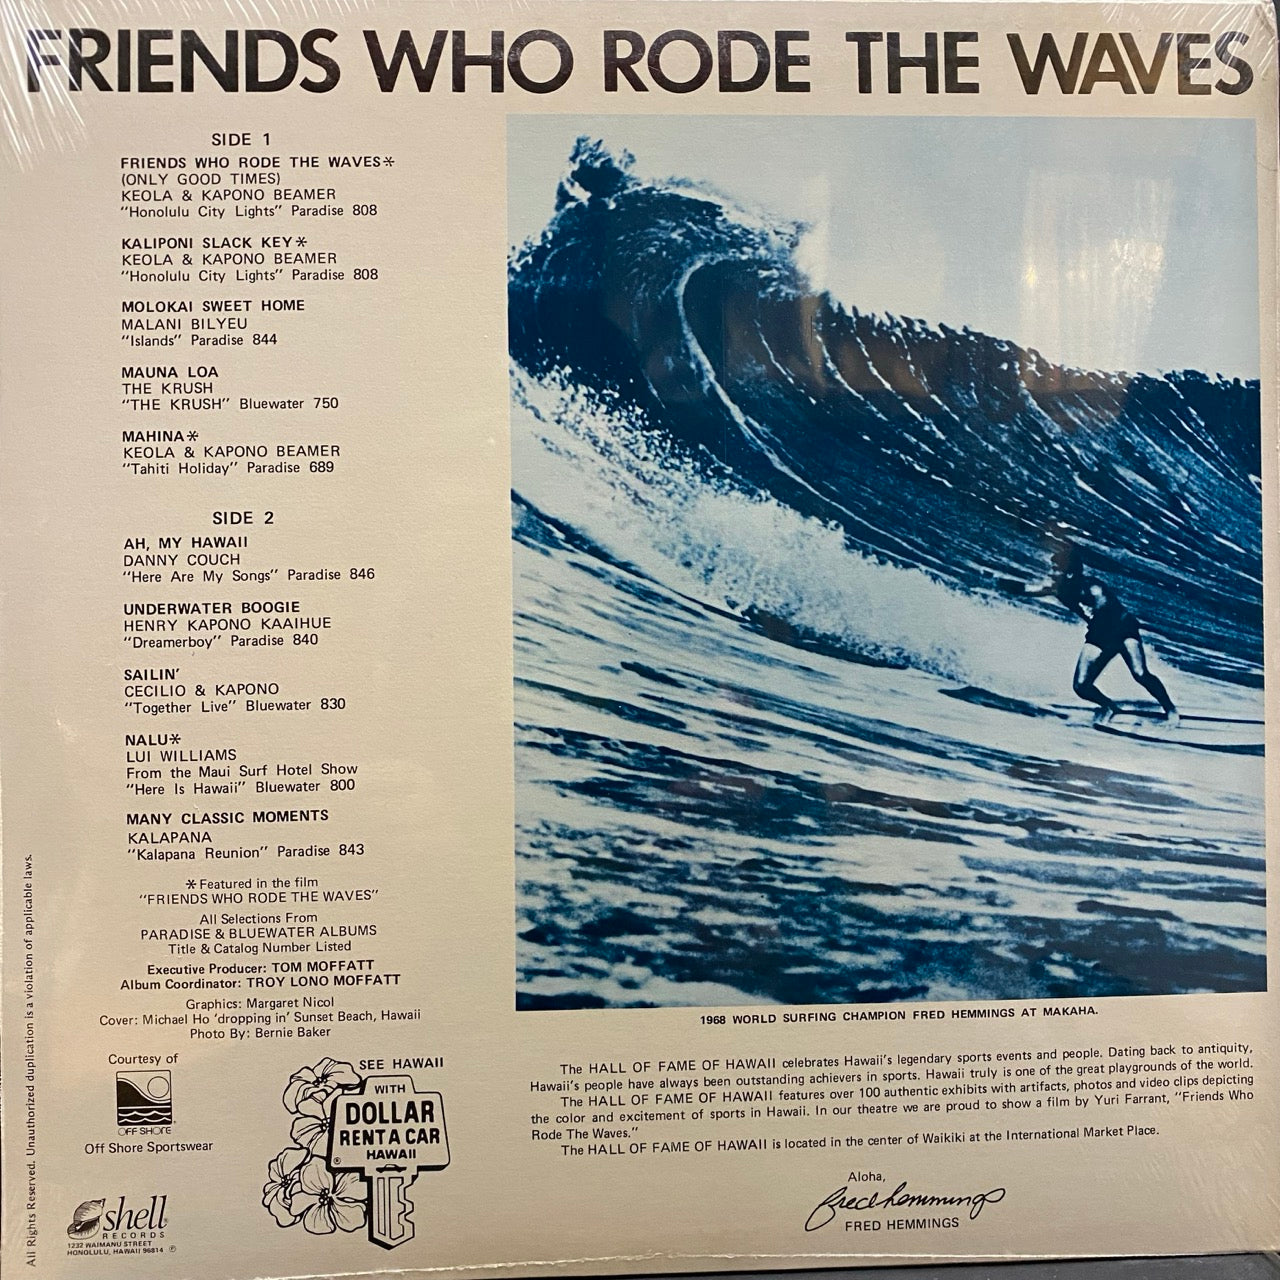 FRIENDS WHO RODE THE WAVES
SIDE 1
FRIENDS WHO RODE THE WAVES*
(ONLY GOOD TIMES)
KEOLA & KAPONO BEAMER
"Honolulu City Lights" Paradise 808
KALIPONI SLACK KEY*
KEOLA & KAPONO BEAMER
"Honolulu City Lights" Paradise 808
MOLOKAI SWEET HOME
MALANI BILYEU
"Islands" Paradise 844
MAUNA LOA
THE KRUSH
"THE KRUSH" Bluewater 750
MAHINA*
KEOLA & KAPONO BEAMER
"Tahiti Holiday" Paradise 689
SIDE 2
AH, MY HAWAII
DANNY COUCH
"Here Are My Songs" Paradise 846
UNDERWATER BOOGIE
HENRY KAPONO KAAIHUE
"Dreamerboy" Paradise 840
SAILIN'
CECILIO & KAPONO
"Together Live" Bluewater 830
NALU*
LUI WILLIAMS
From the Maui Surf Hotel Show
"Here Is Hawaii" Bluewater 800
MANY CLASSIC MOMENTS
KALAPANA
"Kalapana Reunion" Paradise 843
*Featured in the film
"FRIENDS WHO RODE THE WAVES"
All Selections From
PARADISE & BLUEWATER ALBUMS
Title & Catalog Number Listed
Executive Producer: TOM MOFFATT
Album Coordinator: TROY LONO MOFFATT
Graphics: Margaret Nicol
Cover: Michael Ho 'dropping in' Sunset Beach, Hawaii
Photo By: Bernie Baker
Courtesy of
OFF SHORE
Off Shore Sportswear
SEE HAWAII
WITH
DOLLAR
RENT A CAR
HAWAII
®
shell
RECORDS
1232 WAIMANU STREET
HONOLULU, HAWAII 96814 ℗
All Rights Reserved. Unauthorized duplication is a violation of applicable laws.
1968 WORLD SURFING CHAMPION FRED HEMMINGS AT MAKAHA.
The HALL OF FAME OF HAWAII celebrates Hawaii's legendary sports events and people. Dating back to antiquity,
Hawaii's people have always been outstanding achievers in sports. Hawaii truly is one of the great playgrounds of the world.
The HALL OF FAME OF HAWAII features over 100 authentic exhibits with artifacts, photos and video clips depicting
the color and excitement of sports in Hawaii. In our theatre we are proud to show a film by Yuri Farrant, "Friends Who
Rode The Waves."
The HALL OF FAME OF HAWAII is located in the center of Waikiki at the International Market Place.
Aloha,
Fred Hemmings
FRED HEMMINGS